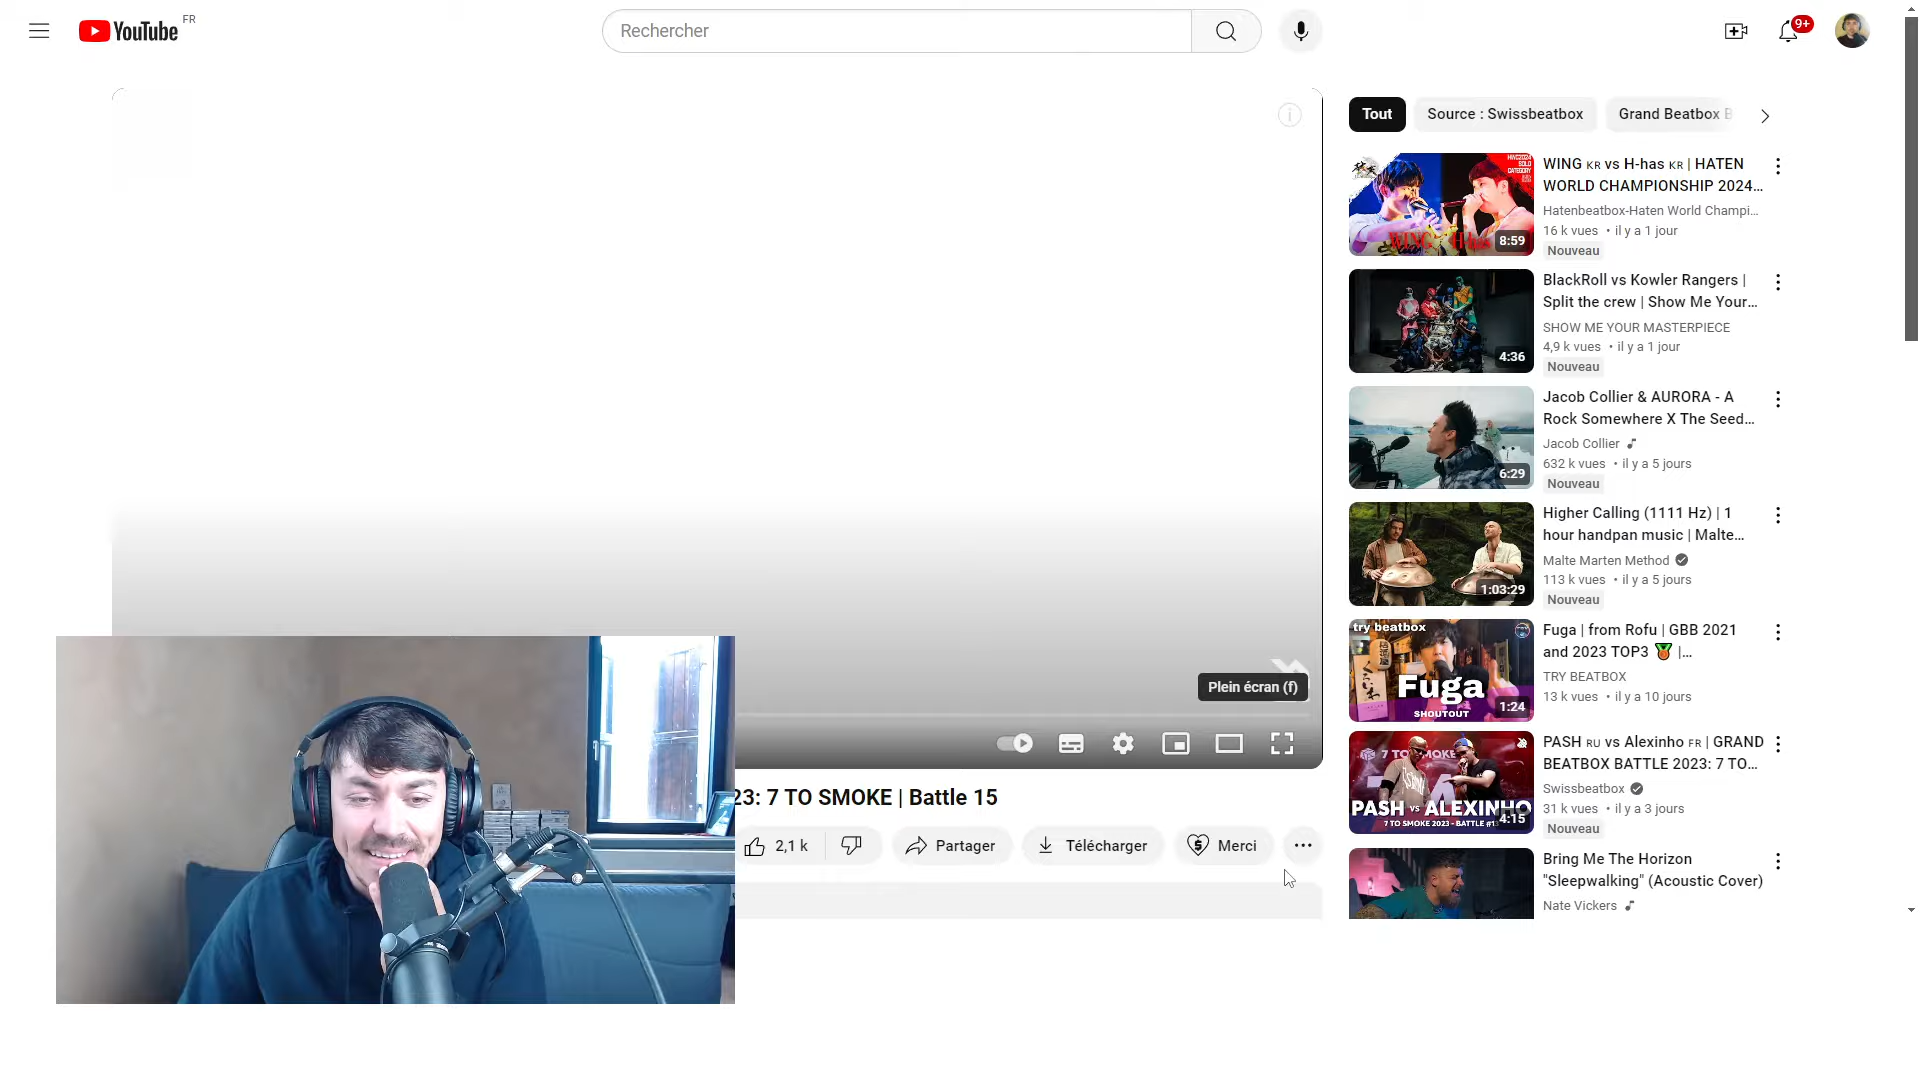 YouTube FR
Rechercher
9+
Tout
Source : Swissbeatbox
Grand Beatbox B
WING KR vs H-has KR | HATEN
WORLD CHAMPIONSHIP 2024...
Hatenbeatbox-Haten World Champi...
16 k vues • il y a 1 jour
Nouveau
8:59
BlackRoll vs Kowler Rangers |
Split the crew | Show Me Your...
SHOW ME YOUR MASTERPIECE
4,9 k vues • il y a 1 jour
Nouveau
4:36
Jacob Collier & AURORA - A
Rock Somewhere X The Seed...
Jacob Collier
632 k vues • il y a 5 jours
Nouveau
6:29
Higher Calling (1111 Hz) | 1
hour handpan music | Malte...
Malte Marten Method
113 k vues • il y a 5 jours
Nouveau
1:03:29
try beatbox
Fuga
SHOUTOUT
1:24
Fuga | from Rofu | GBB 2021
and 2023 TOP3 🥉 |...
TRY BEATBOX
13 k vues • il y a 10 jours
7 TO SMOKE
PASH vs ALEXINHO
7 TO SMOKE 2023 - BATTLE #1
4:15
PASH RU vs Alexinho FR | GRAND
BEATBOX BATTLE 2023: 7 TO...
Swissbeatbox
31 k vues • il y a 3 jours
Nouveau
Bring Me The Horizon
"Sleepwalking" (Acoustic Cover)
Nate Vickers
Plein écran (f)
23: 7 TO SMOKE | Battle 15
2,1 k
Partager
Télécharger
Merci